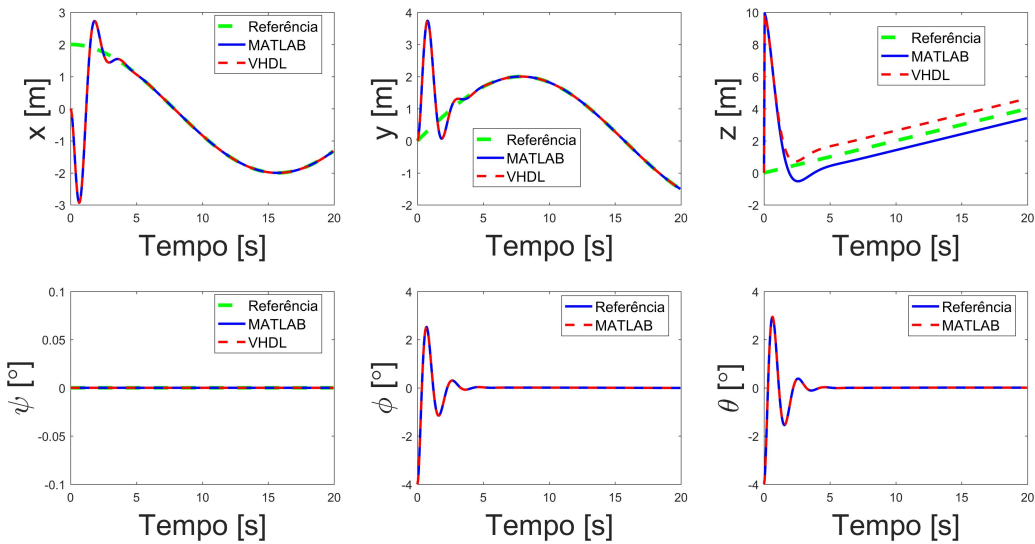 3
2
1
0
-1
-2
-3
x [m]
Referência
MATLAB
VHDL
0
5
10
15
20
Tempo [s]
4
3
2
1
0
-1
-2
y [m]
Referência
MATLAB
VHDL
0
5
10
15
20
Tempo [s]
10
8
6
4
2
0
-2
z [m]
Referência
MATLAB
VHDL
0
5
10
15
20
Tempo [s]
0.1
0.05
0
-0.05
-0.1
ψ [°]
Referência
MATLAB
VHDL
0
5
10
15
20
Tempo [s]
4
2
0
-2
-4
ϕ [°]
Referência
MATLAB
0
5
10
15
20
Tempo [s]
4
2
0
-2
-4
θ [°]
Referência
MATLAB
0
5
10
15
20
Tempo [s]